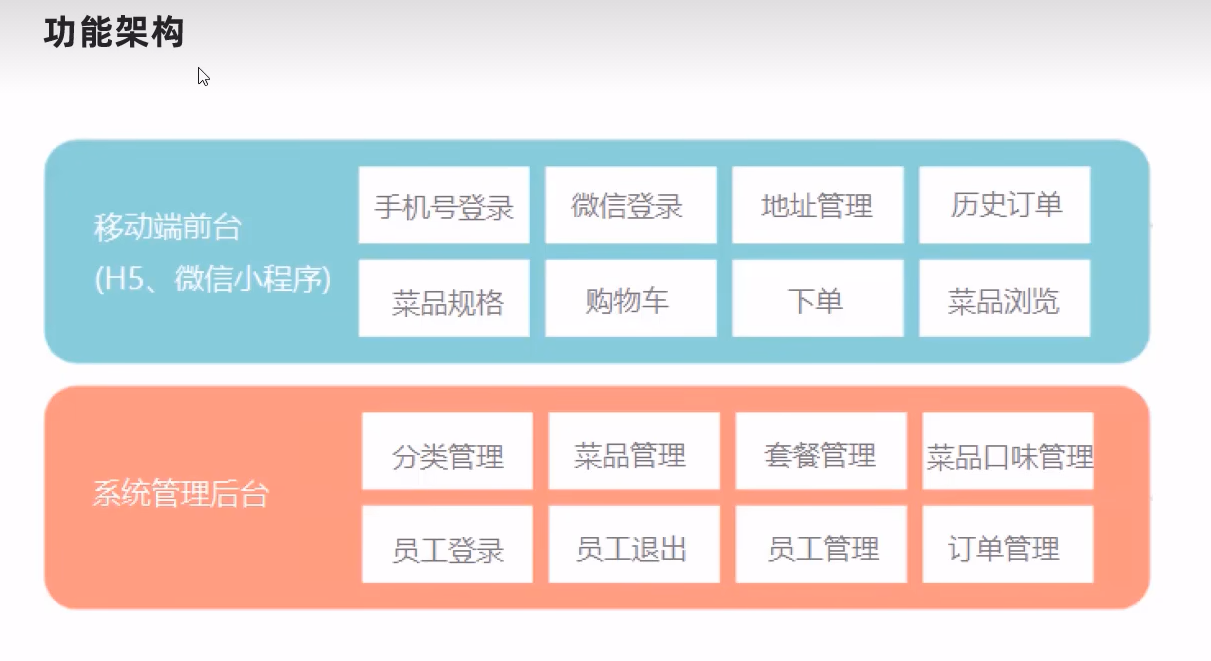 功能架构
移动端前台
(H5、微信小程序)
手机号登录 微信登录 地址管理 历史订单
菜品规格 购物车 下单 菜品浏览
系统管理后台
分类管理 菜品管理 套餐管理 菜品口味管理
员工登录 员工退出 员工管理 订单管理